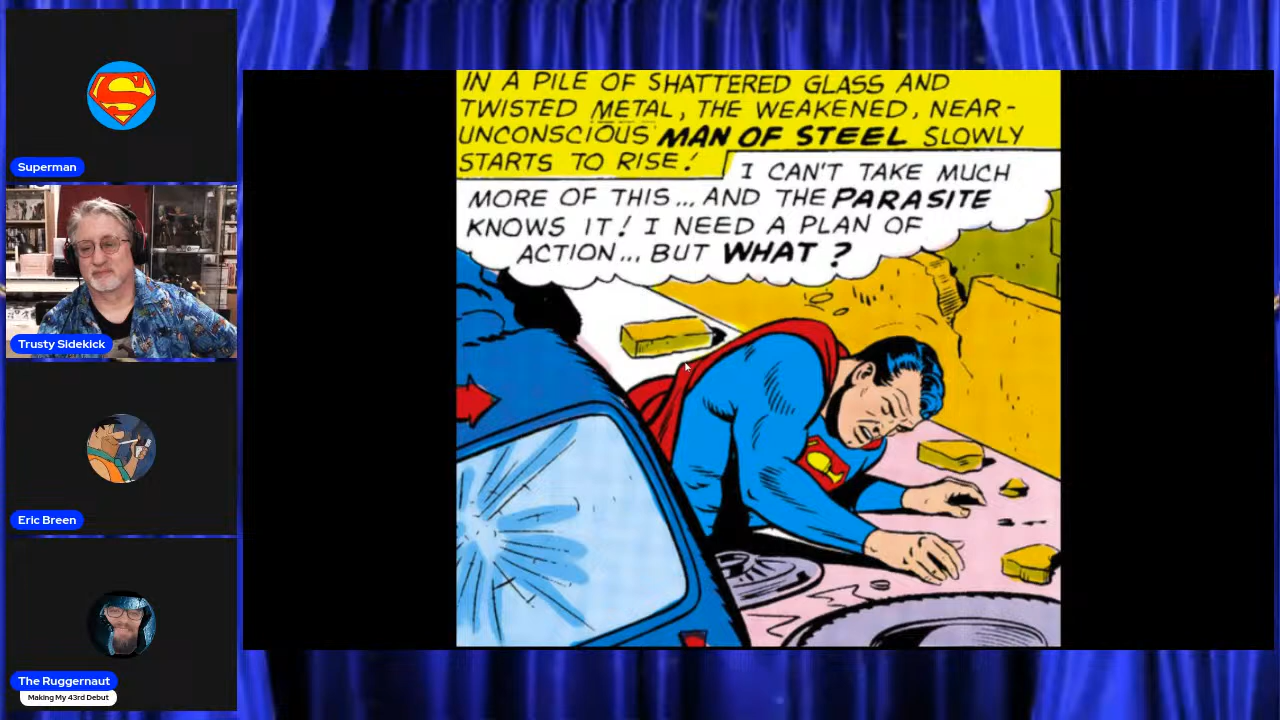 Superman
Trusty Sidekick
Eric Breen
The Ruggernaut
Making My 43rd Debut
IN A PILE OF SHATTERED GLASS AND
TWISTED METAL, THE WEAKENED, NEAR-
UNCONSCIOUS MAN OF STEEL SLOWLY
STARTS TO RISE!
I CAN'T TAKE MUCH
MORE OF THIS... AND THE PARASITE
KNOWS IT! I NEED A PLAN OF
ACTION... BUT WHAT?